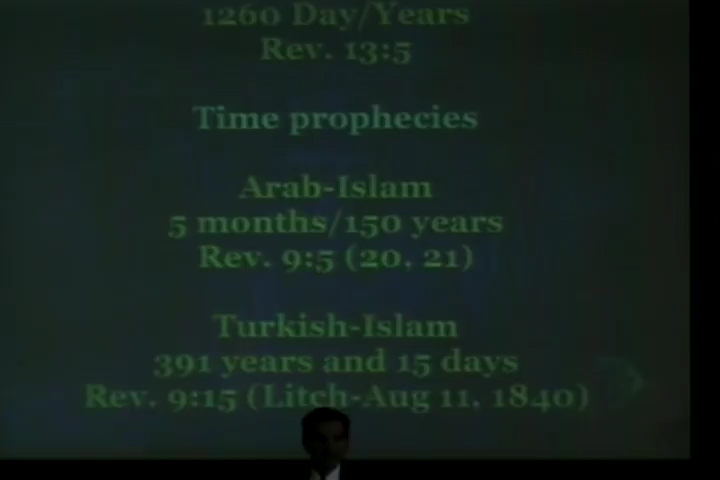 1260 Day/Years
Rev. 13:5
Time prophecies
Arab-Islam
5 months/150 years
Rev. 9:5 (20, 21)
Turkish-Islam
391 years and 15 days
Rev. 9:15 (Litch-Aug 11, 1840)